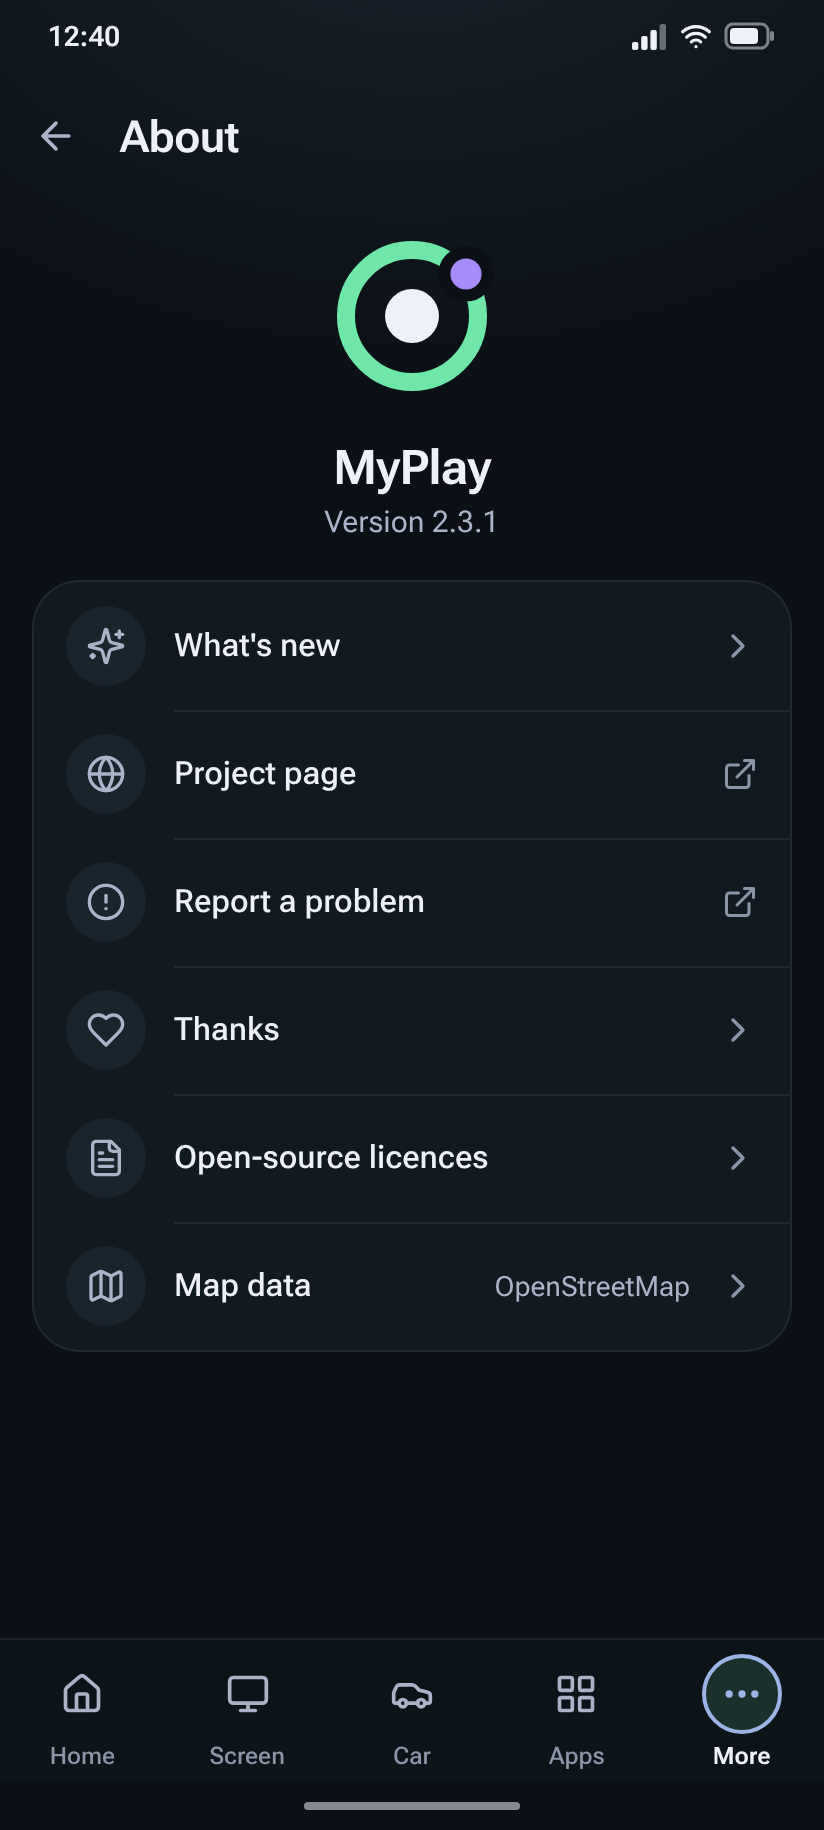 12:40
About
MyPlay
Version 2.3.1
What's new
Project page
Report a problem
Thanks
Open-source licences
Map data OpenStreetMap
Home Screen Car Apps More